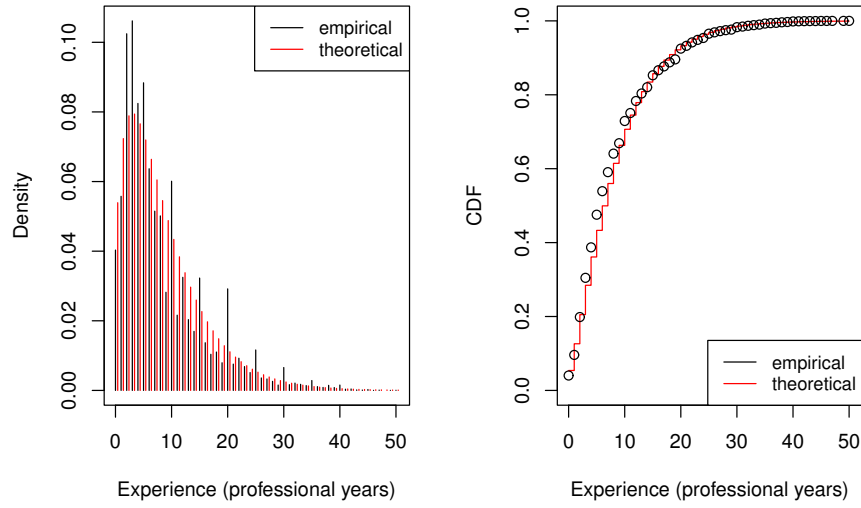 empirical
theoretical
Density
0.00 0.02 0.04 0.06 0.08 0.10
0 10 20 30 40 50
Experience (professional years)
empirical
theoretical
CDF
0.0 0.2 0.4 0.6 0.8 1.0
0 10 20 30 40 50
Experience (professional years)